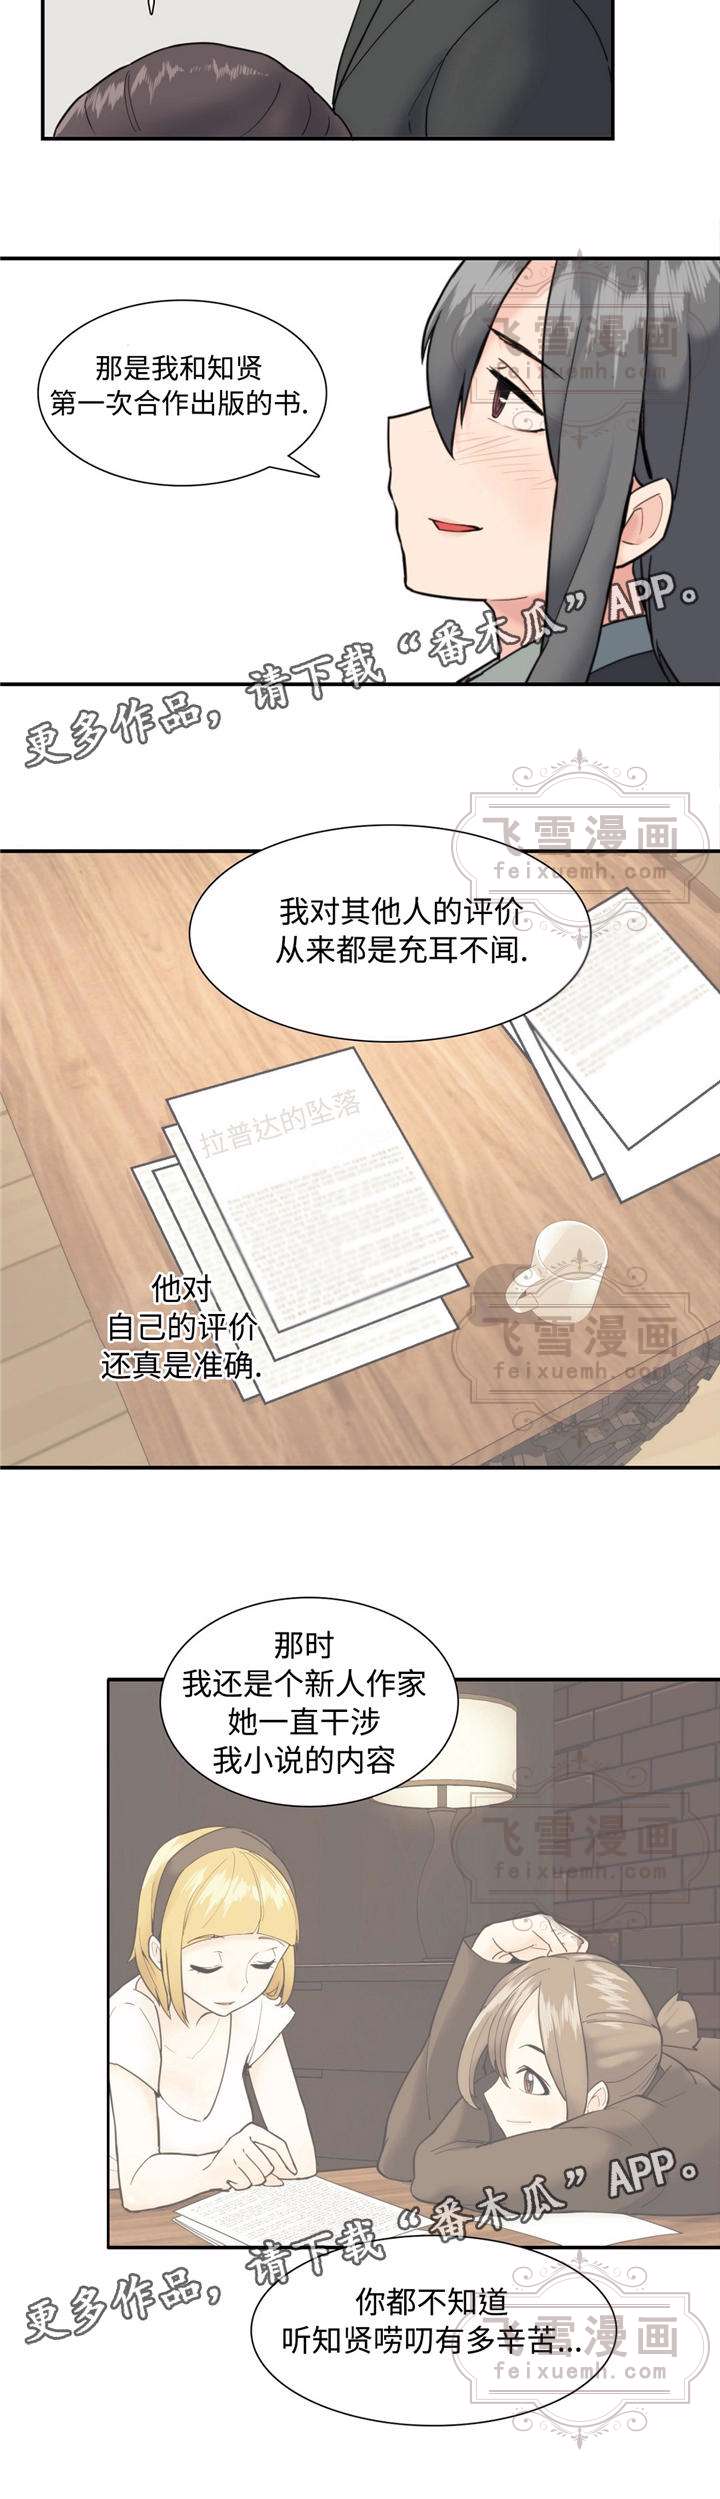 那是我和知贤
第一次合作出版的书.
飞雪漫画
feixuemh.com
更多作品，请下载“番木瓜”APP。
飞雪漫画
feixuemh.com
我对其他人的评价
从来都是充耳不闻.
拉普达的坠落
他对
自己的评价
还真是准确.
飞雪漫画
feixuemh.com
那时
我还是个新人作家
她一直干涉
我小说的内容
飞雪漫画
feixuemh.com
更多作品，请下载“番木瓜”APP。
你都不知道
听知贤唠叨有多辛苦...
飞雪漫画
feixuemh.com